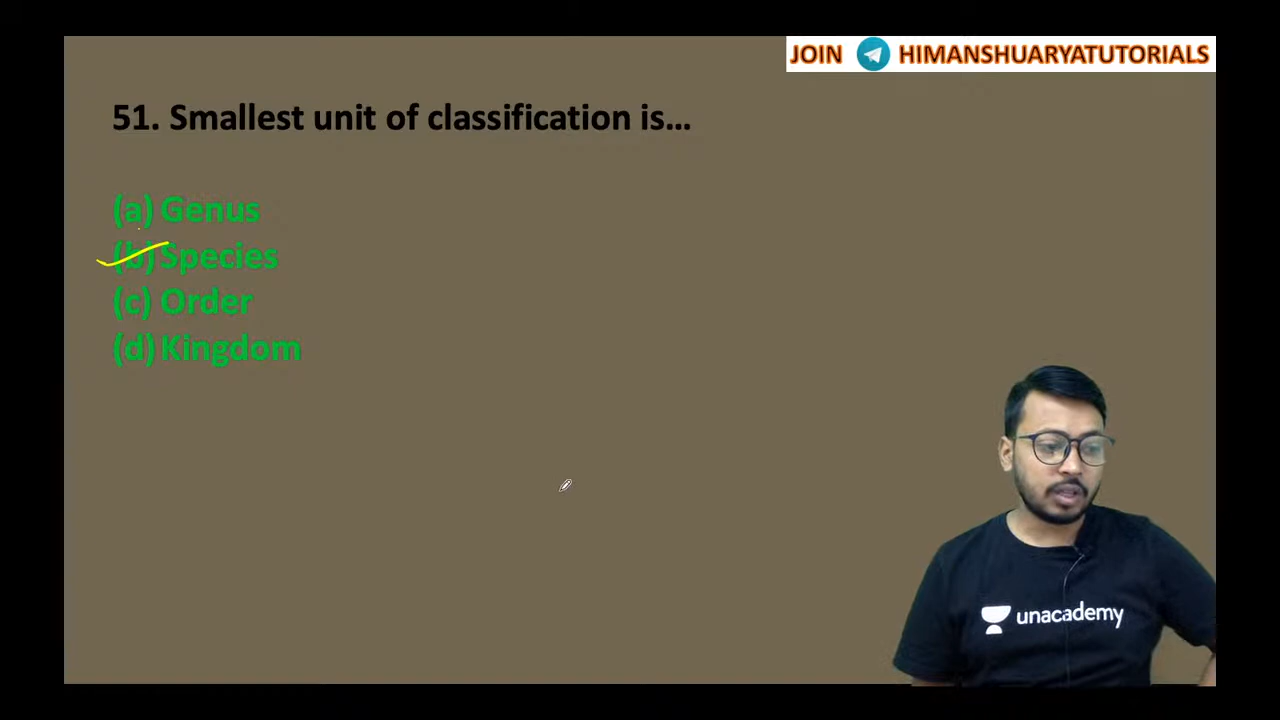 JOIN HIMANSHUARYATUTORIALS
51. Smallest unit of classification is...
(a) Genus
(b) Species
(c) Order
(d) Kingdom
unacademy